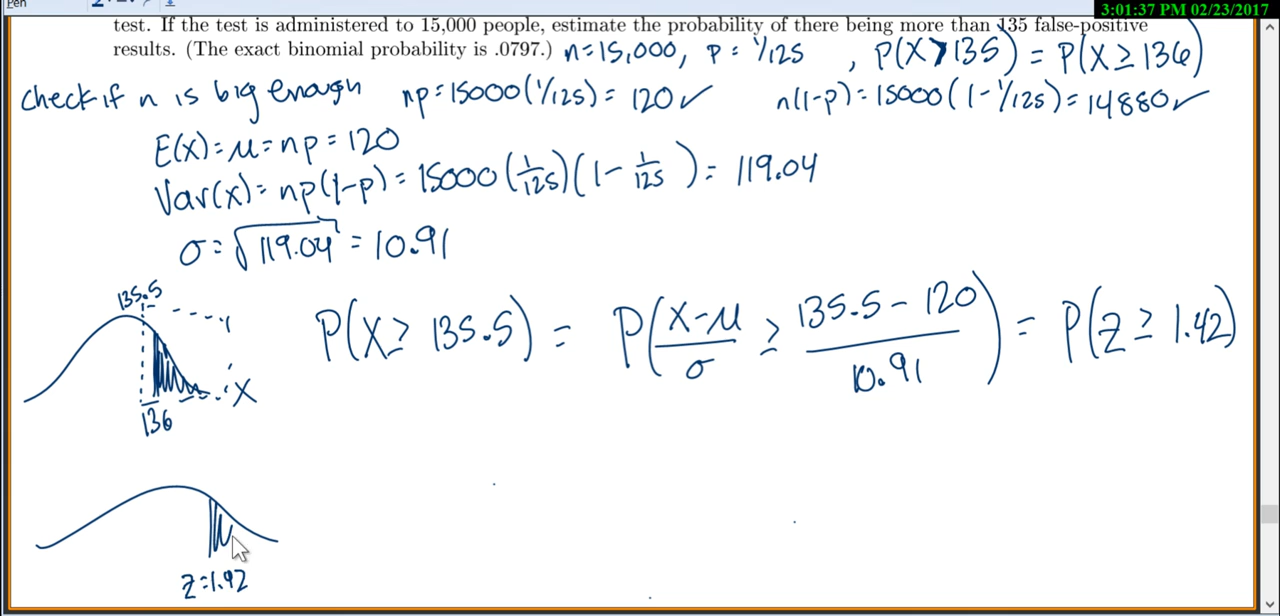 Pen
3:01:37 PM 02/23/2017
test. If the test is administered to 15,000 people, estimate the probability of there being more than 135 false-positive
results. (The exact binomial probability is .0797.) n=15,000, p = 1/125 , P(X>135) = P(X ≥ 136)
Check if n is big enough np=15000(1/125)=120✓ n(1-p)=15000(1-1/125)=14880✓
E(X)=μ=np=120
Var(X)=np(1-p)=15000(1/125)(1-1/125)=119.04
σ=√119.04=10.91
135.5
P(X≥135.5) = P(X-μ/σ ≥ 135.5-120/10.91) = P(Z≥1.42)
X
136
Z=1.42